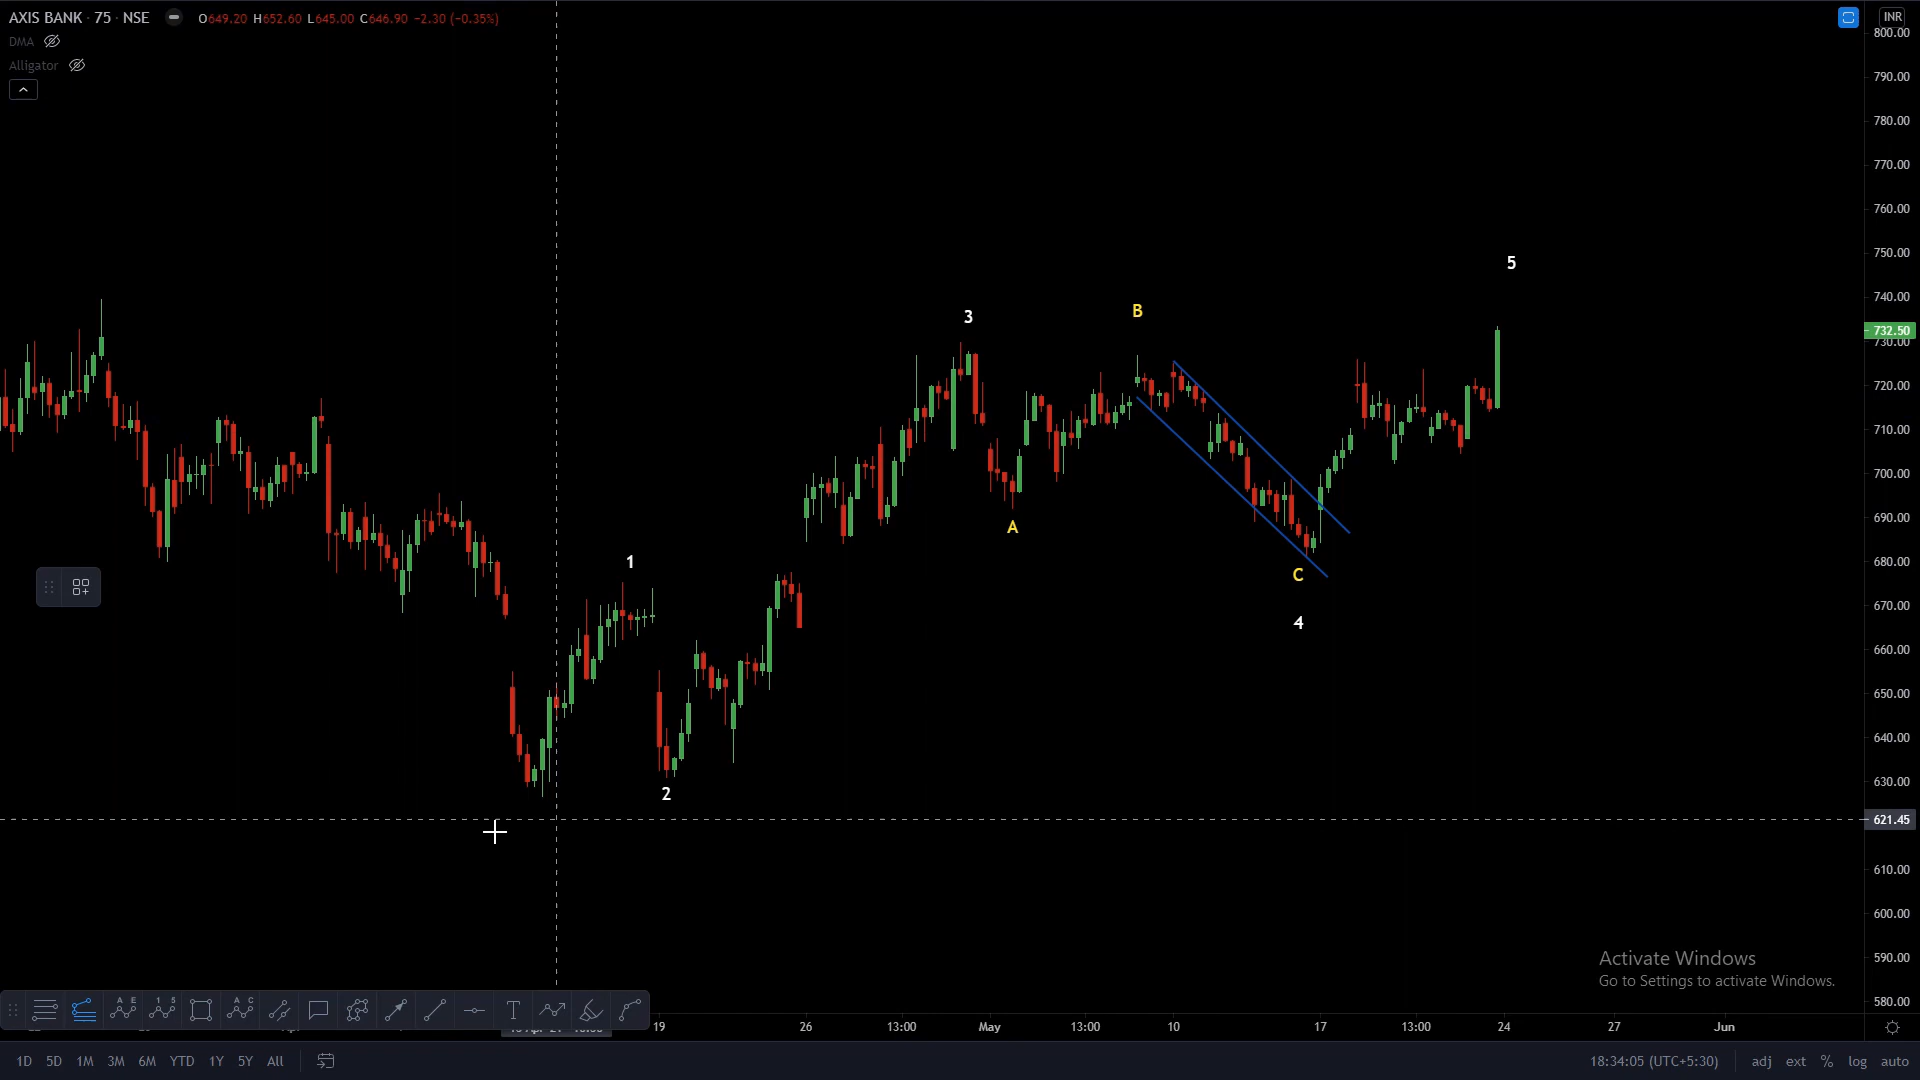 AXIS BANK · 75 · NSE O649.20 H652.60 L645.00 C646.90 −2.30 (−0.35%)
DMA
Alligator
INR
800.00
790.00
780.00
770.00
760.00
750.00
740.00
732.50
730.00
720.00
710.00
700.00
690.00
680.00
670.00
660.00
650.00
640.00
630.00
621.45
610.00
600.00
590.00
580.00
5
3
B
A
1
C
4
2
Activate Windows
Go to Settings to activate Windows.
19 26 13:00 May 13:00 10 17 13:00 24 27 Jun
1D 5D 1M 3M 6M YTD 1Y 5Y All
18:34:05 (UTC+5:30) adj ext % log auto